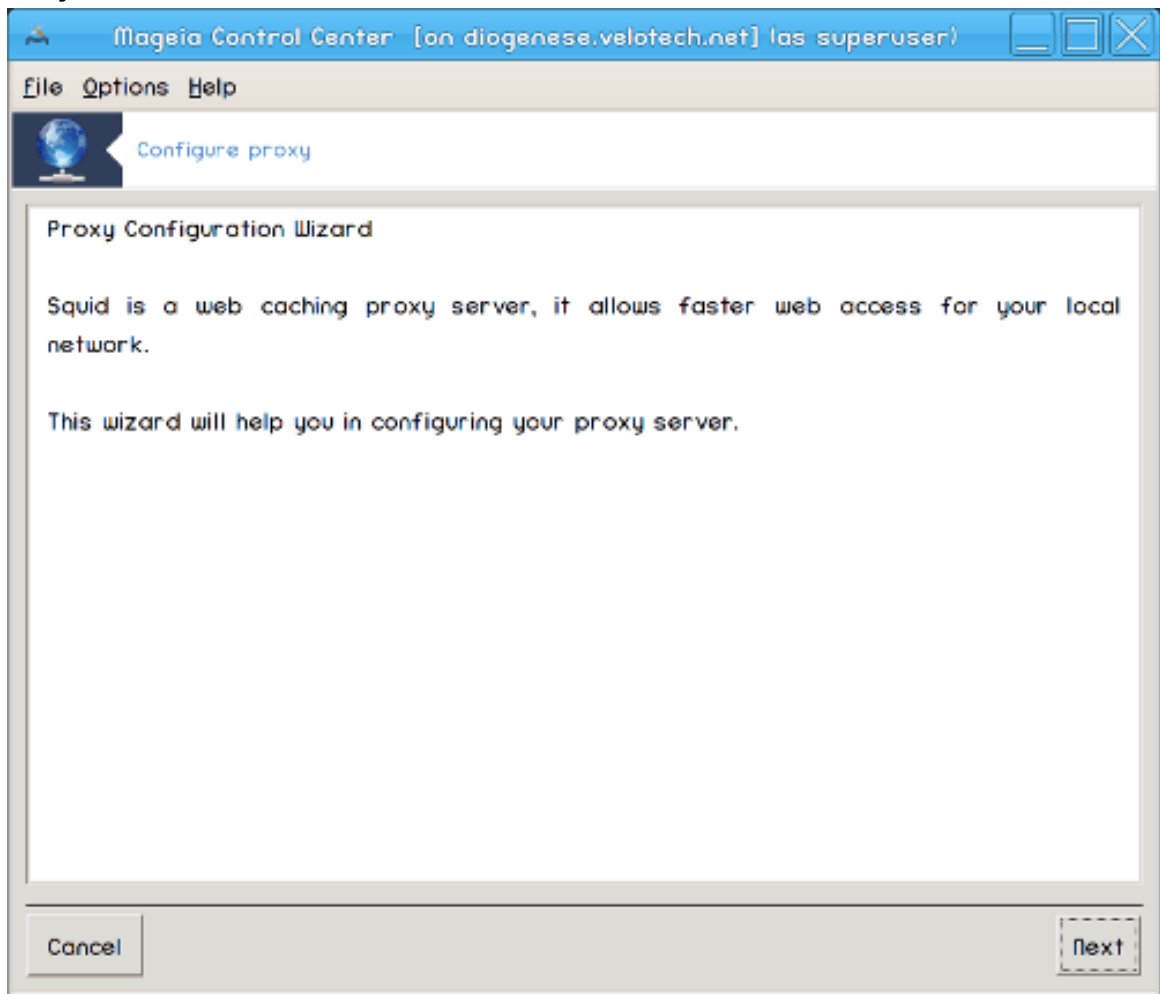 Mageia Control Center [on diogenese.velotech.net] (as superuser)
File Options Help
Configure proxy
Proxy Configuration Wizard
Squid is a web caching proxy server, it allows faster web access for your local
network.
This wizard will help you in configuring your proxy server.
Cancel
Next